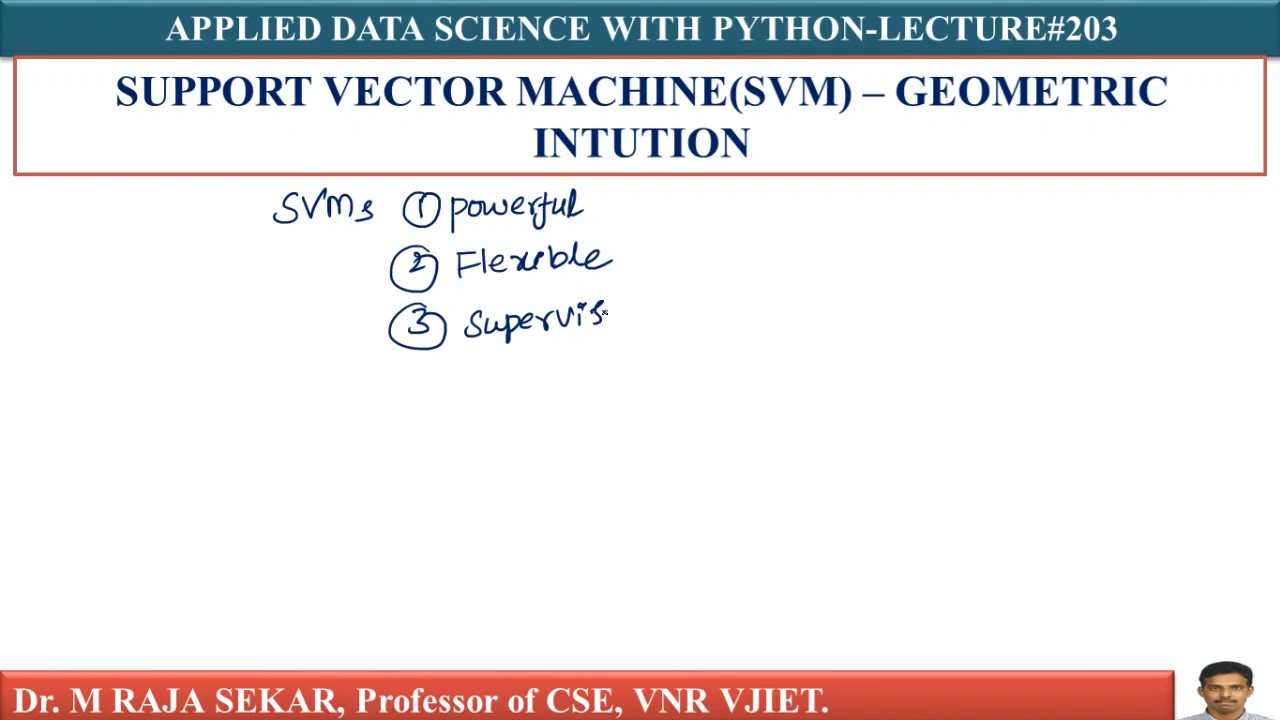 APPLIED DATA SCIENCE WITH PYTHON-LECTURE#203
SUPPORT VECTOR MACHINE(SVM) – GEOMETRIC
INTUTION
SVMs ① powerful
② Flexible
③ Supervis
Dr. M RAJA SEKAR, Professor of CSE, VNR VJIET.